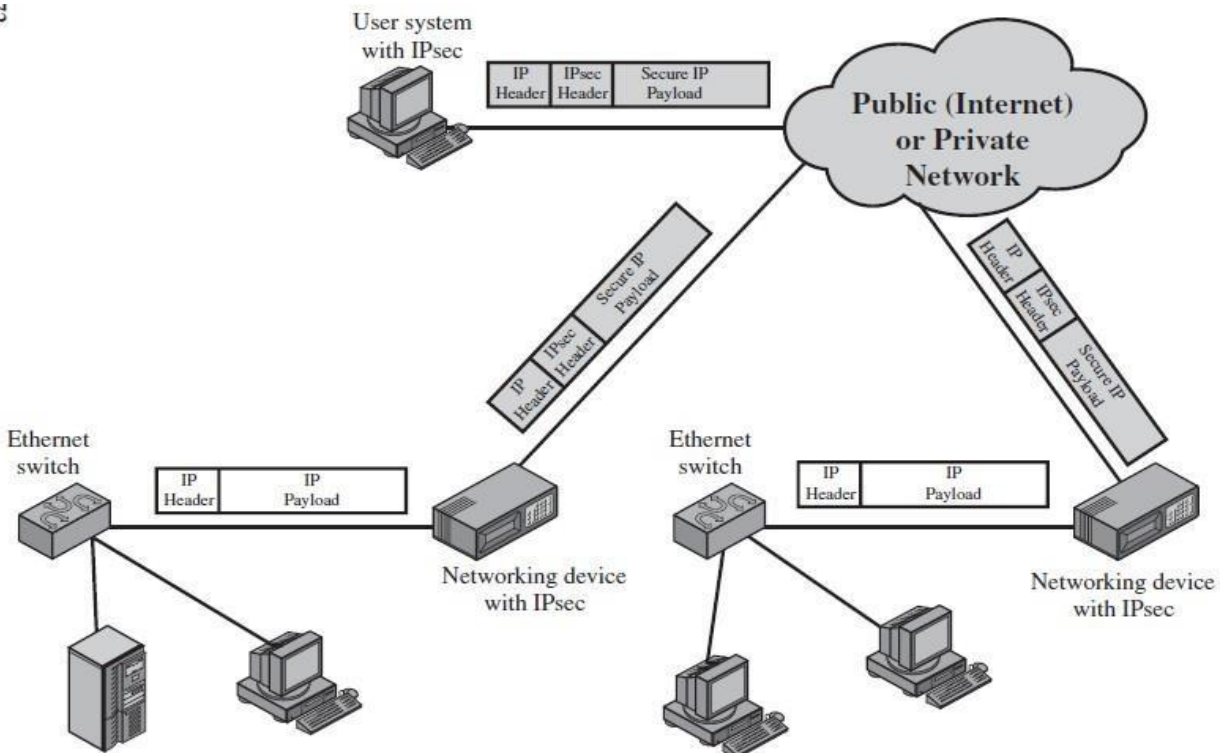 User system
with IPsec
IP IPsec Secure IP
Header Header Payload
Public (Internet)
or Private
Network
IP
Header
IPsec
Header
Secure IP
Payload
IP
Header
IPsec
Header
Secure IP
Payload
Ethernet
switch
IP IP
Header Payload
Networking device
with IPsec
Ethernet
switch
IP IP
Header Payload
Networking device
with IPsec